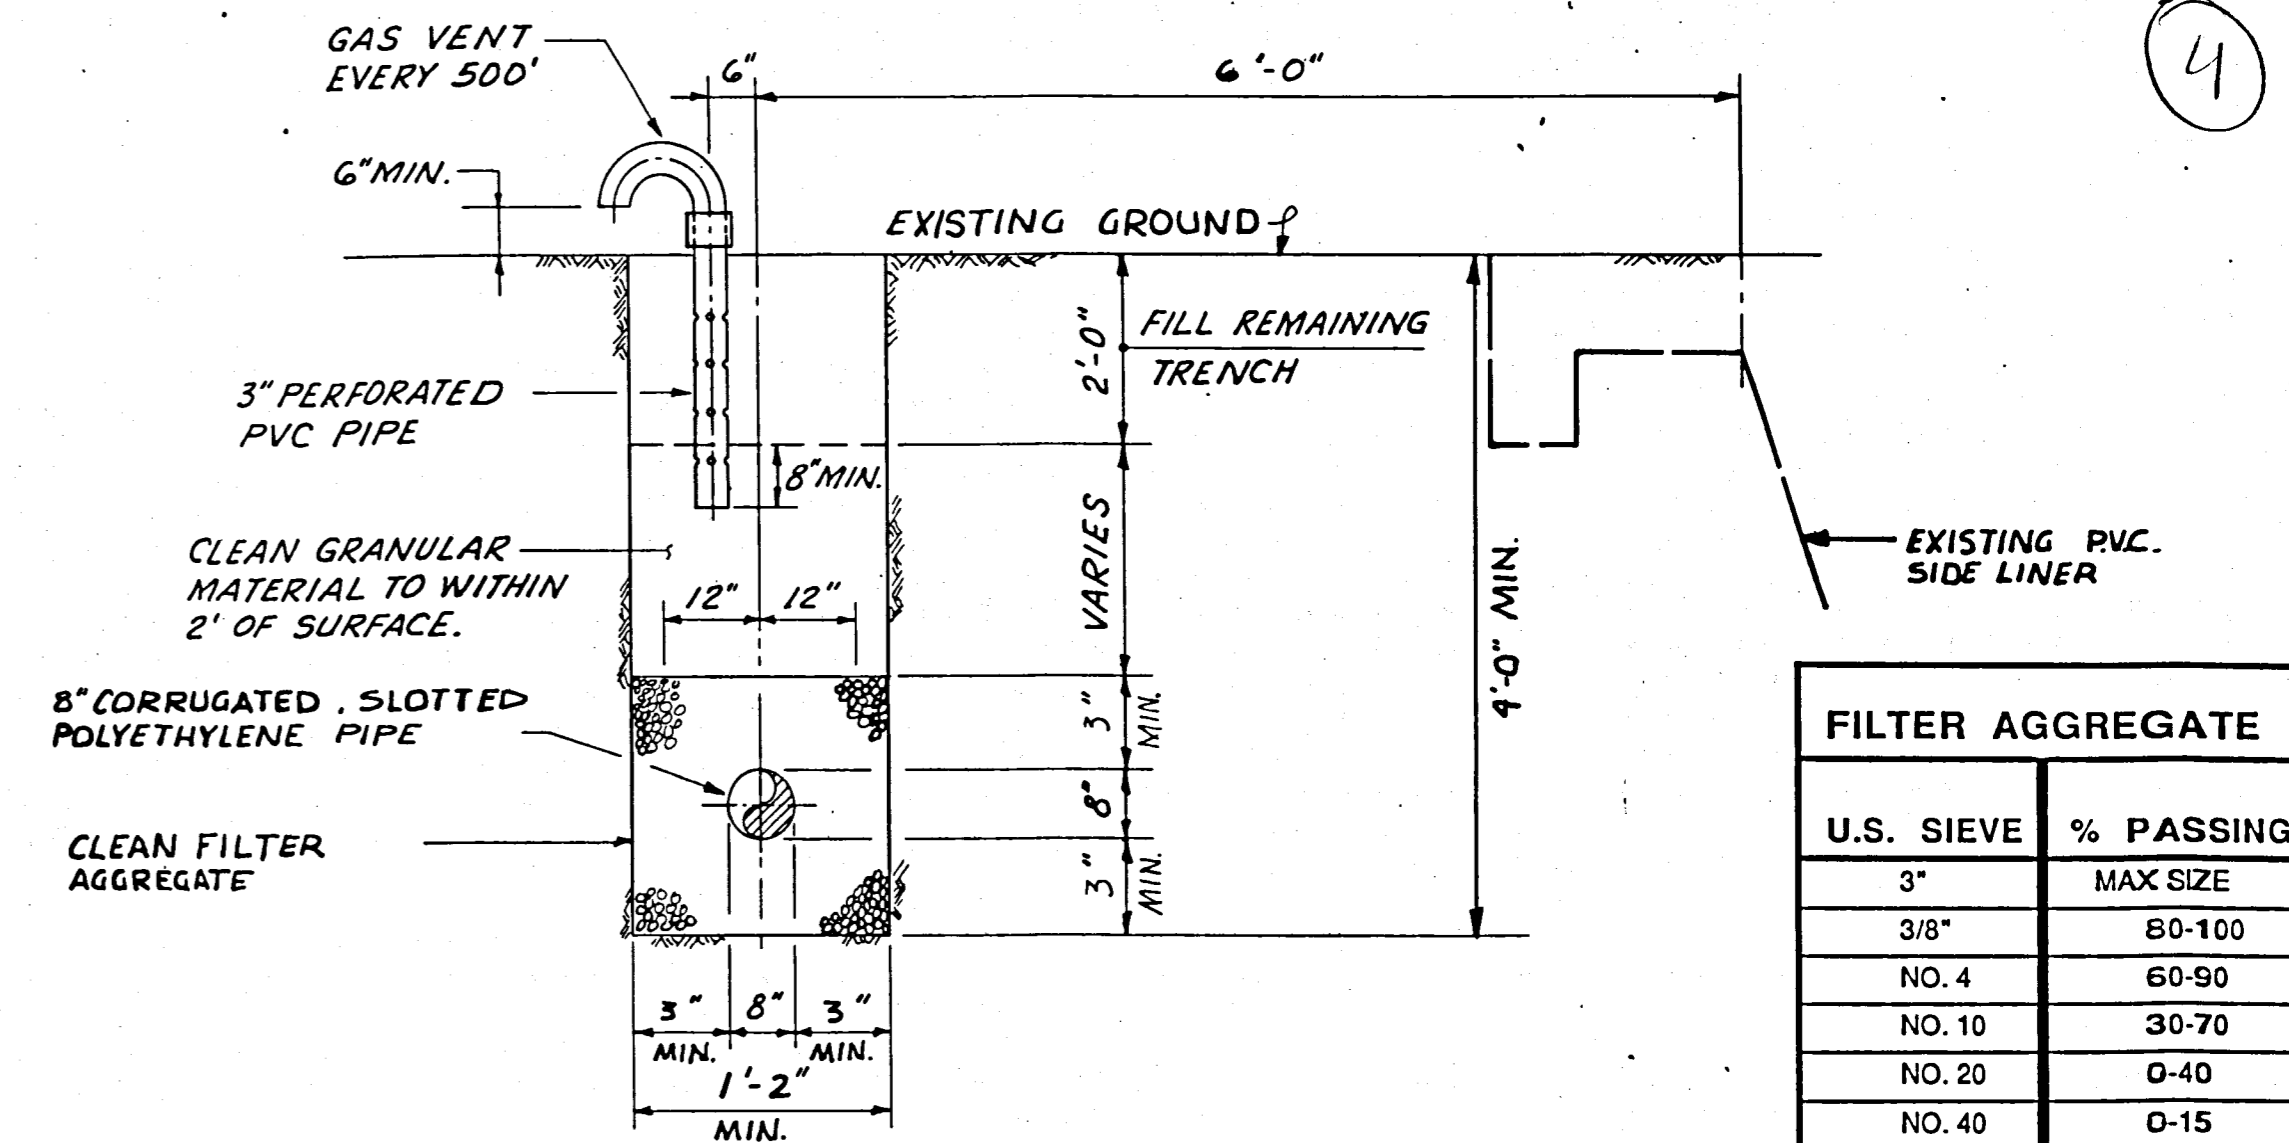 4
GAS VENT
EVERY 500'
6"
6'-0"
6" MIN.
EXISTING GROUND
2'-0"
FILL REMAINING
TRENCH
3" PERFORATED
PVC PIPE
8" MIN.
CLEAN GRANULAR
MATERIAL TO WITHIN
2' OF SURFACE.
12" 12"
VARIES
4'-0" MIN.
EXISTING P.V.C.
SIDE LINER
8" CORRUGATED . SLOTTED
POLYETHYLENE PIPE
3"
MIN.
8"
3"
MIN.
CLEAN FILTER
AGGREGATE
3" 8" 3"
MIN. MIN.
1'-2"
MIN.
FILTER AGGREGATE
U.S. SIEVE % PASSING
3" MAX SIZE
3/8" 80-100
NO. 4 60-90
NO. 10 30-70
NO. 20 0-40
NO. 40 0-15